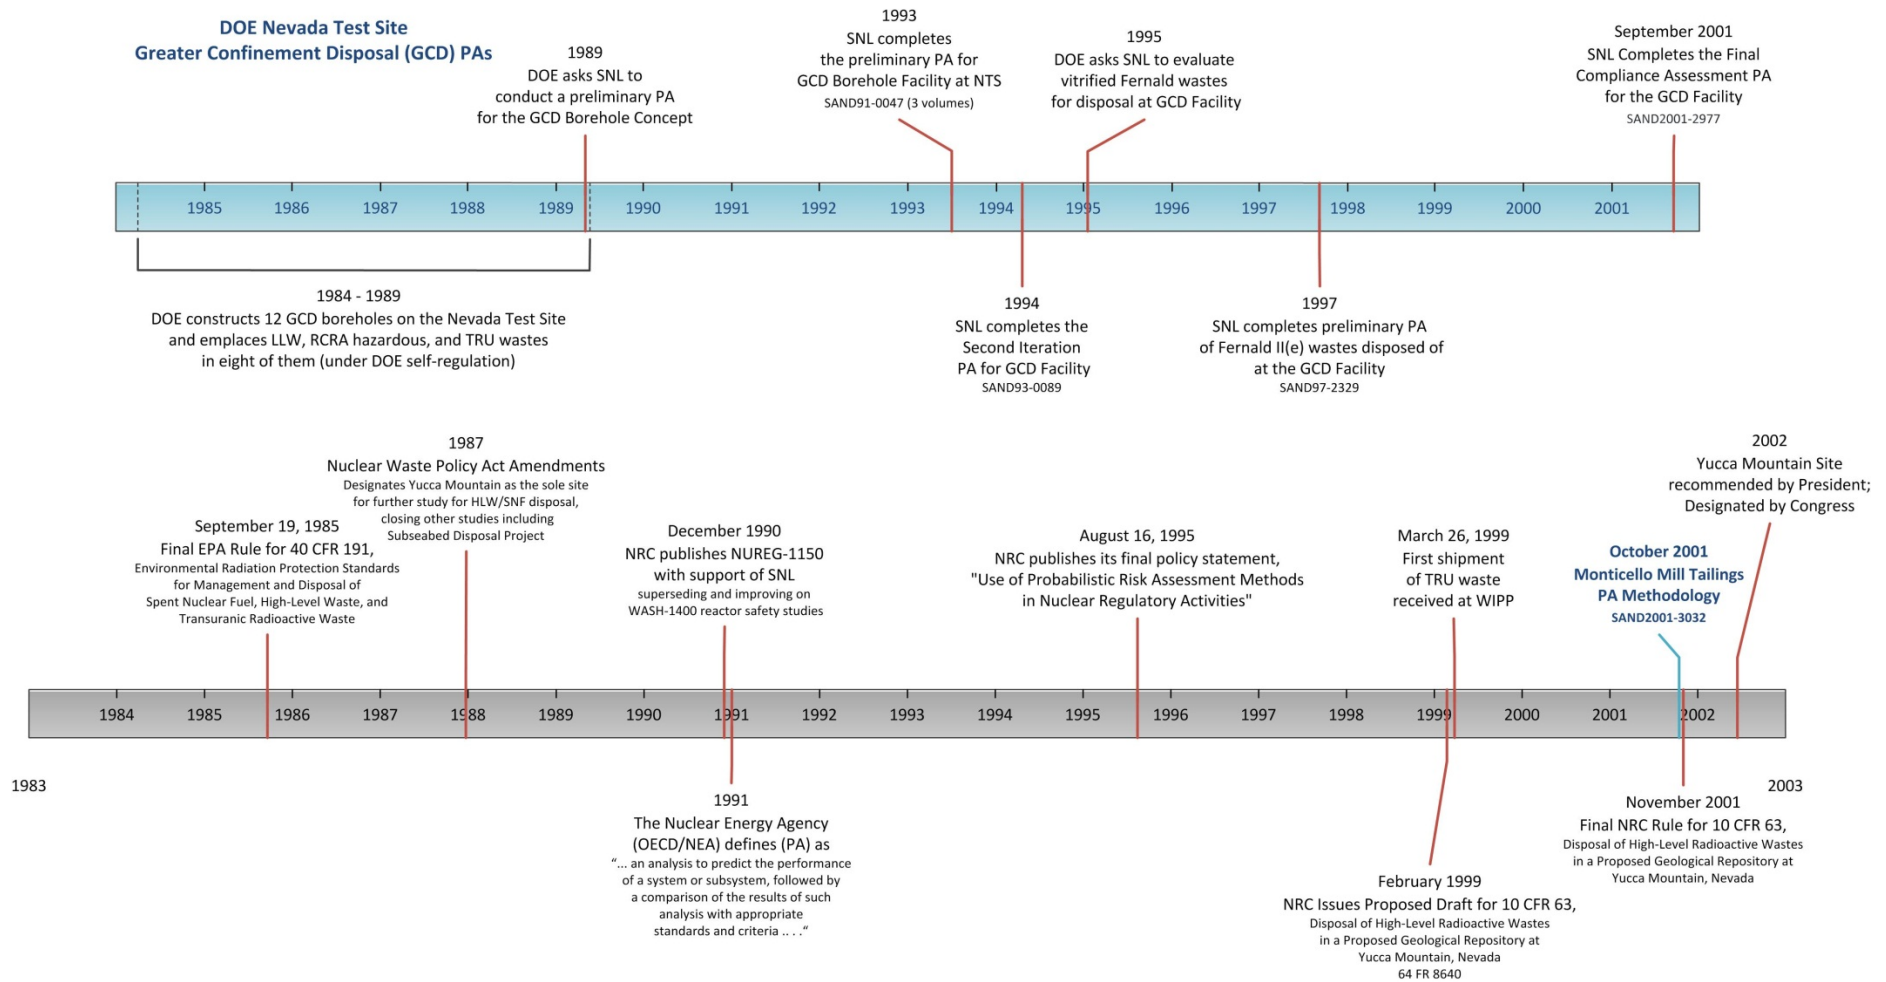 DOE Nevada Test Site
Greater Confinement Disposal (GCD) PAs
1989
DOE asks SNL to
conduct a preliminary PA
for the GCD Borehole Concept
1993
SNL completes
the preliminary PA for
GCD Borehole Facility at NTS
SAND91-0047 (3 volumes)
1995
DOE asks SNL to evaluate
vitrified Fernald wastes
for disposal at GCD Facility
September 2001
SNL Completes the Final
Compliance Assessment PA
for the GCD Facility
SAND2001-2977
1985 1986 1987 1988 1989 1990 1991 1992 1993 1994 1995 1996 1997 1998 1999 2000 2001
1984 - 1989
DOE constructs 12 GCD boreholes on the Nevada Test Site
and emplaces LLW, RCRA hazardous, and TRU wastes
in eight of them (under DOE self-regulation)
1994
SNL completes the
Second Iteration
PA for GCD Facility
SAND93-0089
1997
SNL completes preliminary PA
of Fernald II(e) wastes disposed of
at the GCD Facility
SAND97-2329
September 19, 1985
Final EPA Rule for 40 CFR 191,
Environmental Radiation Protection Standards
for Management and Disposal of
Spent Nuclear Fuel, High-Level Waste, and
Transuranic Radioactive Waste
1987
Nuclear Waste Policy Act Amendments
Designates Yucca Mountain as the sole site
for further study for HLW/SNF disposal,
closing other studies including
Subseabed Disposal Project
December 1990
NRC publishes NUREG-1150
with support of SNL
superseding and improving on
WASH-1400 reactor safety studies
August 16, 1995
NRC publishes its final policy statement,
"Use of Probabilistic Risk Assessment Methods
in Nuclear Regulatory Activities"
March 26, 1999
First shipment
of TRU waste
received at WIPP
October 2001
Monticello Mill Tailings
PA Methodology
SAND2001-3032
2002
Yucca Mountain Site
recommended by President;
Designated by Congress
1984 1985 1986 1987 1988 1989 1990 1991 1992 1993 1994 1995 1996 1997 1998 1999 2000 2001 2002
1983
2003
1991
The Nuclear Energy Agency
(OECD/NEA) defines (PA) as
“... an analysis to predict the performance
of a system or subsystem, followed by
a comparison of the results of such
analysis with appropriate
standards and criteria .. . .“
February 1999
NRC Issues Proposed Draft for 10 CFR 63,
Disposal of High-Level Radioactive Wastes
in a Proposed Geological Repository at
Yucca Mountain, Nevada
64 FR 8640
November 2001
Final NRC Rule for 10 CFR 63,
Disposal of High-Level Radioactive Wastes
in a Proposed Geological Repository at
Yucca Mountain, Nevada